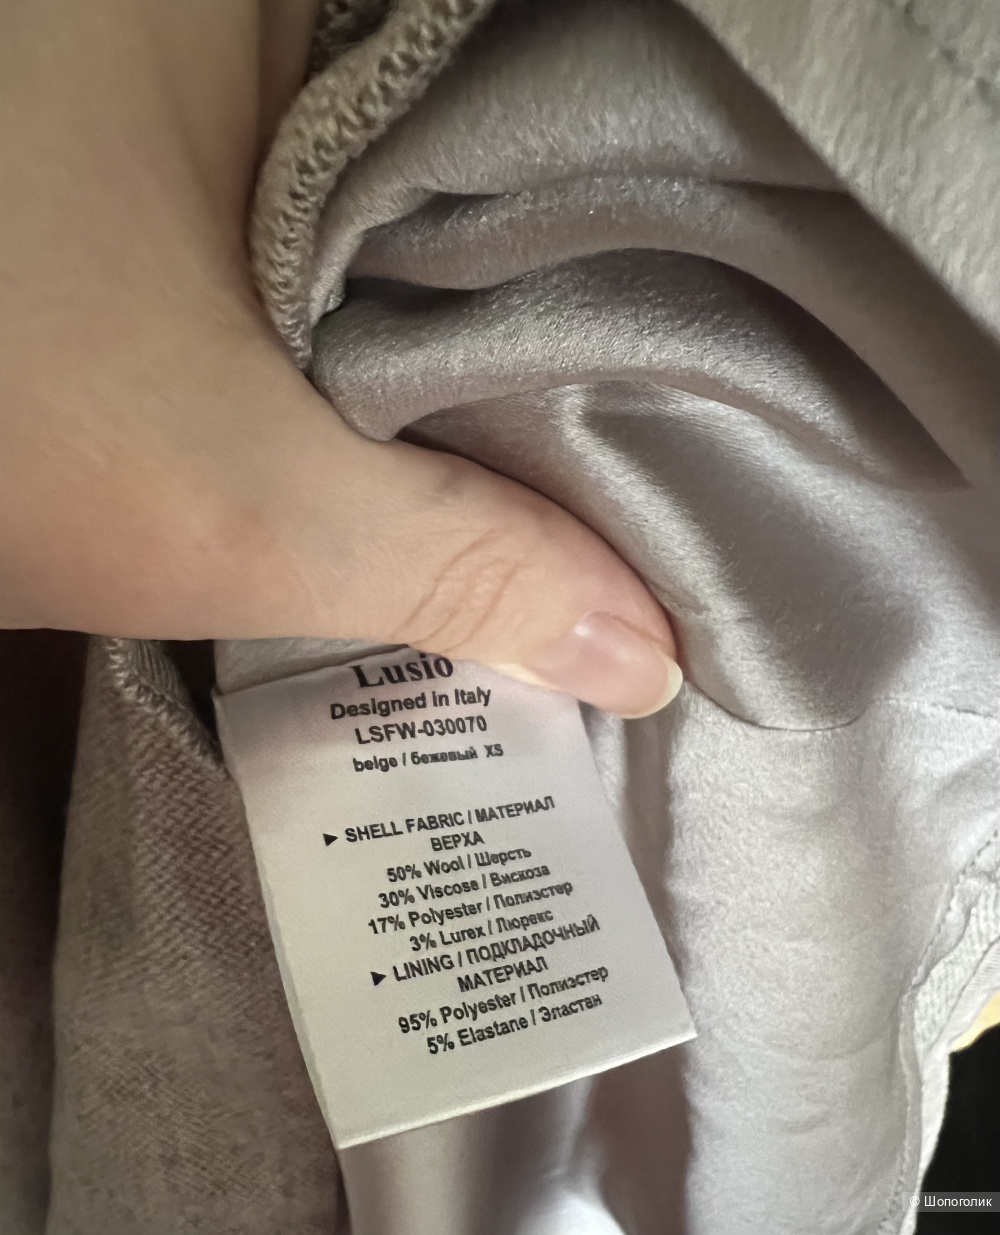 Lusio
Designed in Italy
LSFW-030070
beige / бежевый XS
► SHELL FABRIC / МАТЕРИАЛ
ВЕРХА
50% Wool / Шерсть
30% Viscose / Вискоза
17% Polyester / Полиэстер
3% Lurex / Люрекс
► LINING / ПОДКЛАДОЧНЫЙ
МАТЕРИАЛ
95% Polyester / Полиэстер
5% Elastane / Эластан
© Шопоголик